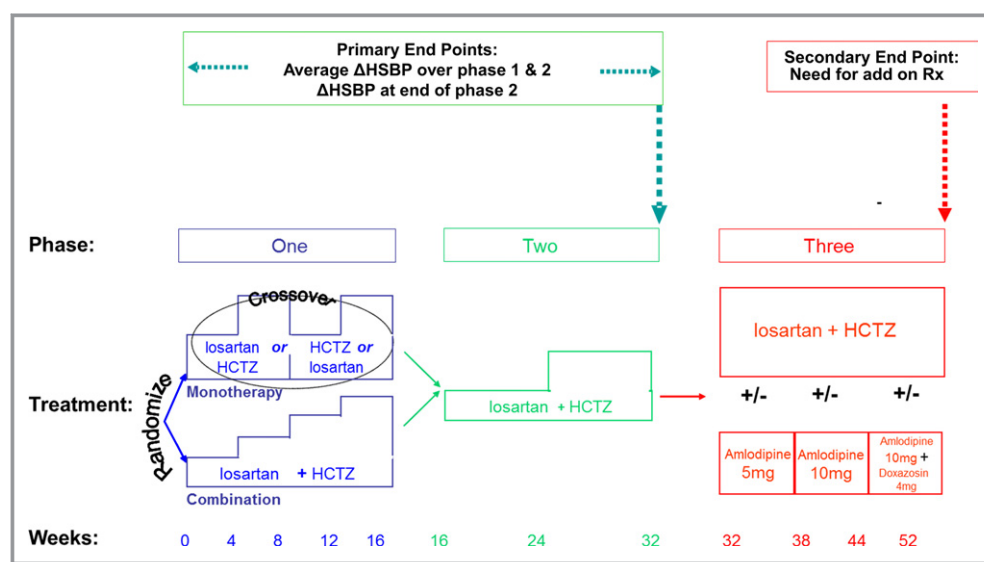 Primary End Points:
Average ΔHSBP over phase 1 & 2
ΔHSBP at end of phase 2
Secondary End Point:
Need for add on Rx
-
Phase:
One
Two
Three
Treatment:
Randomize
Crossover
losartan or
HCTZ
HCTZ or
losartan
Monotherapy
losartan + HCTZ
Combination
losartan + HCTZ
losartan + HCTZ
+/- +/- +/-
Amlodipine
5mg
Amlodipine
10mg
Amlodipine
10mg +
Doxazosin
4mg
Weeks: 0 4 8 12 16 16 24 32 32 38 44 52